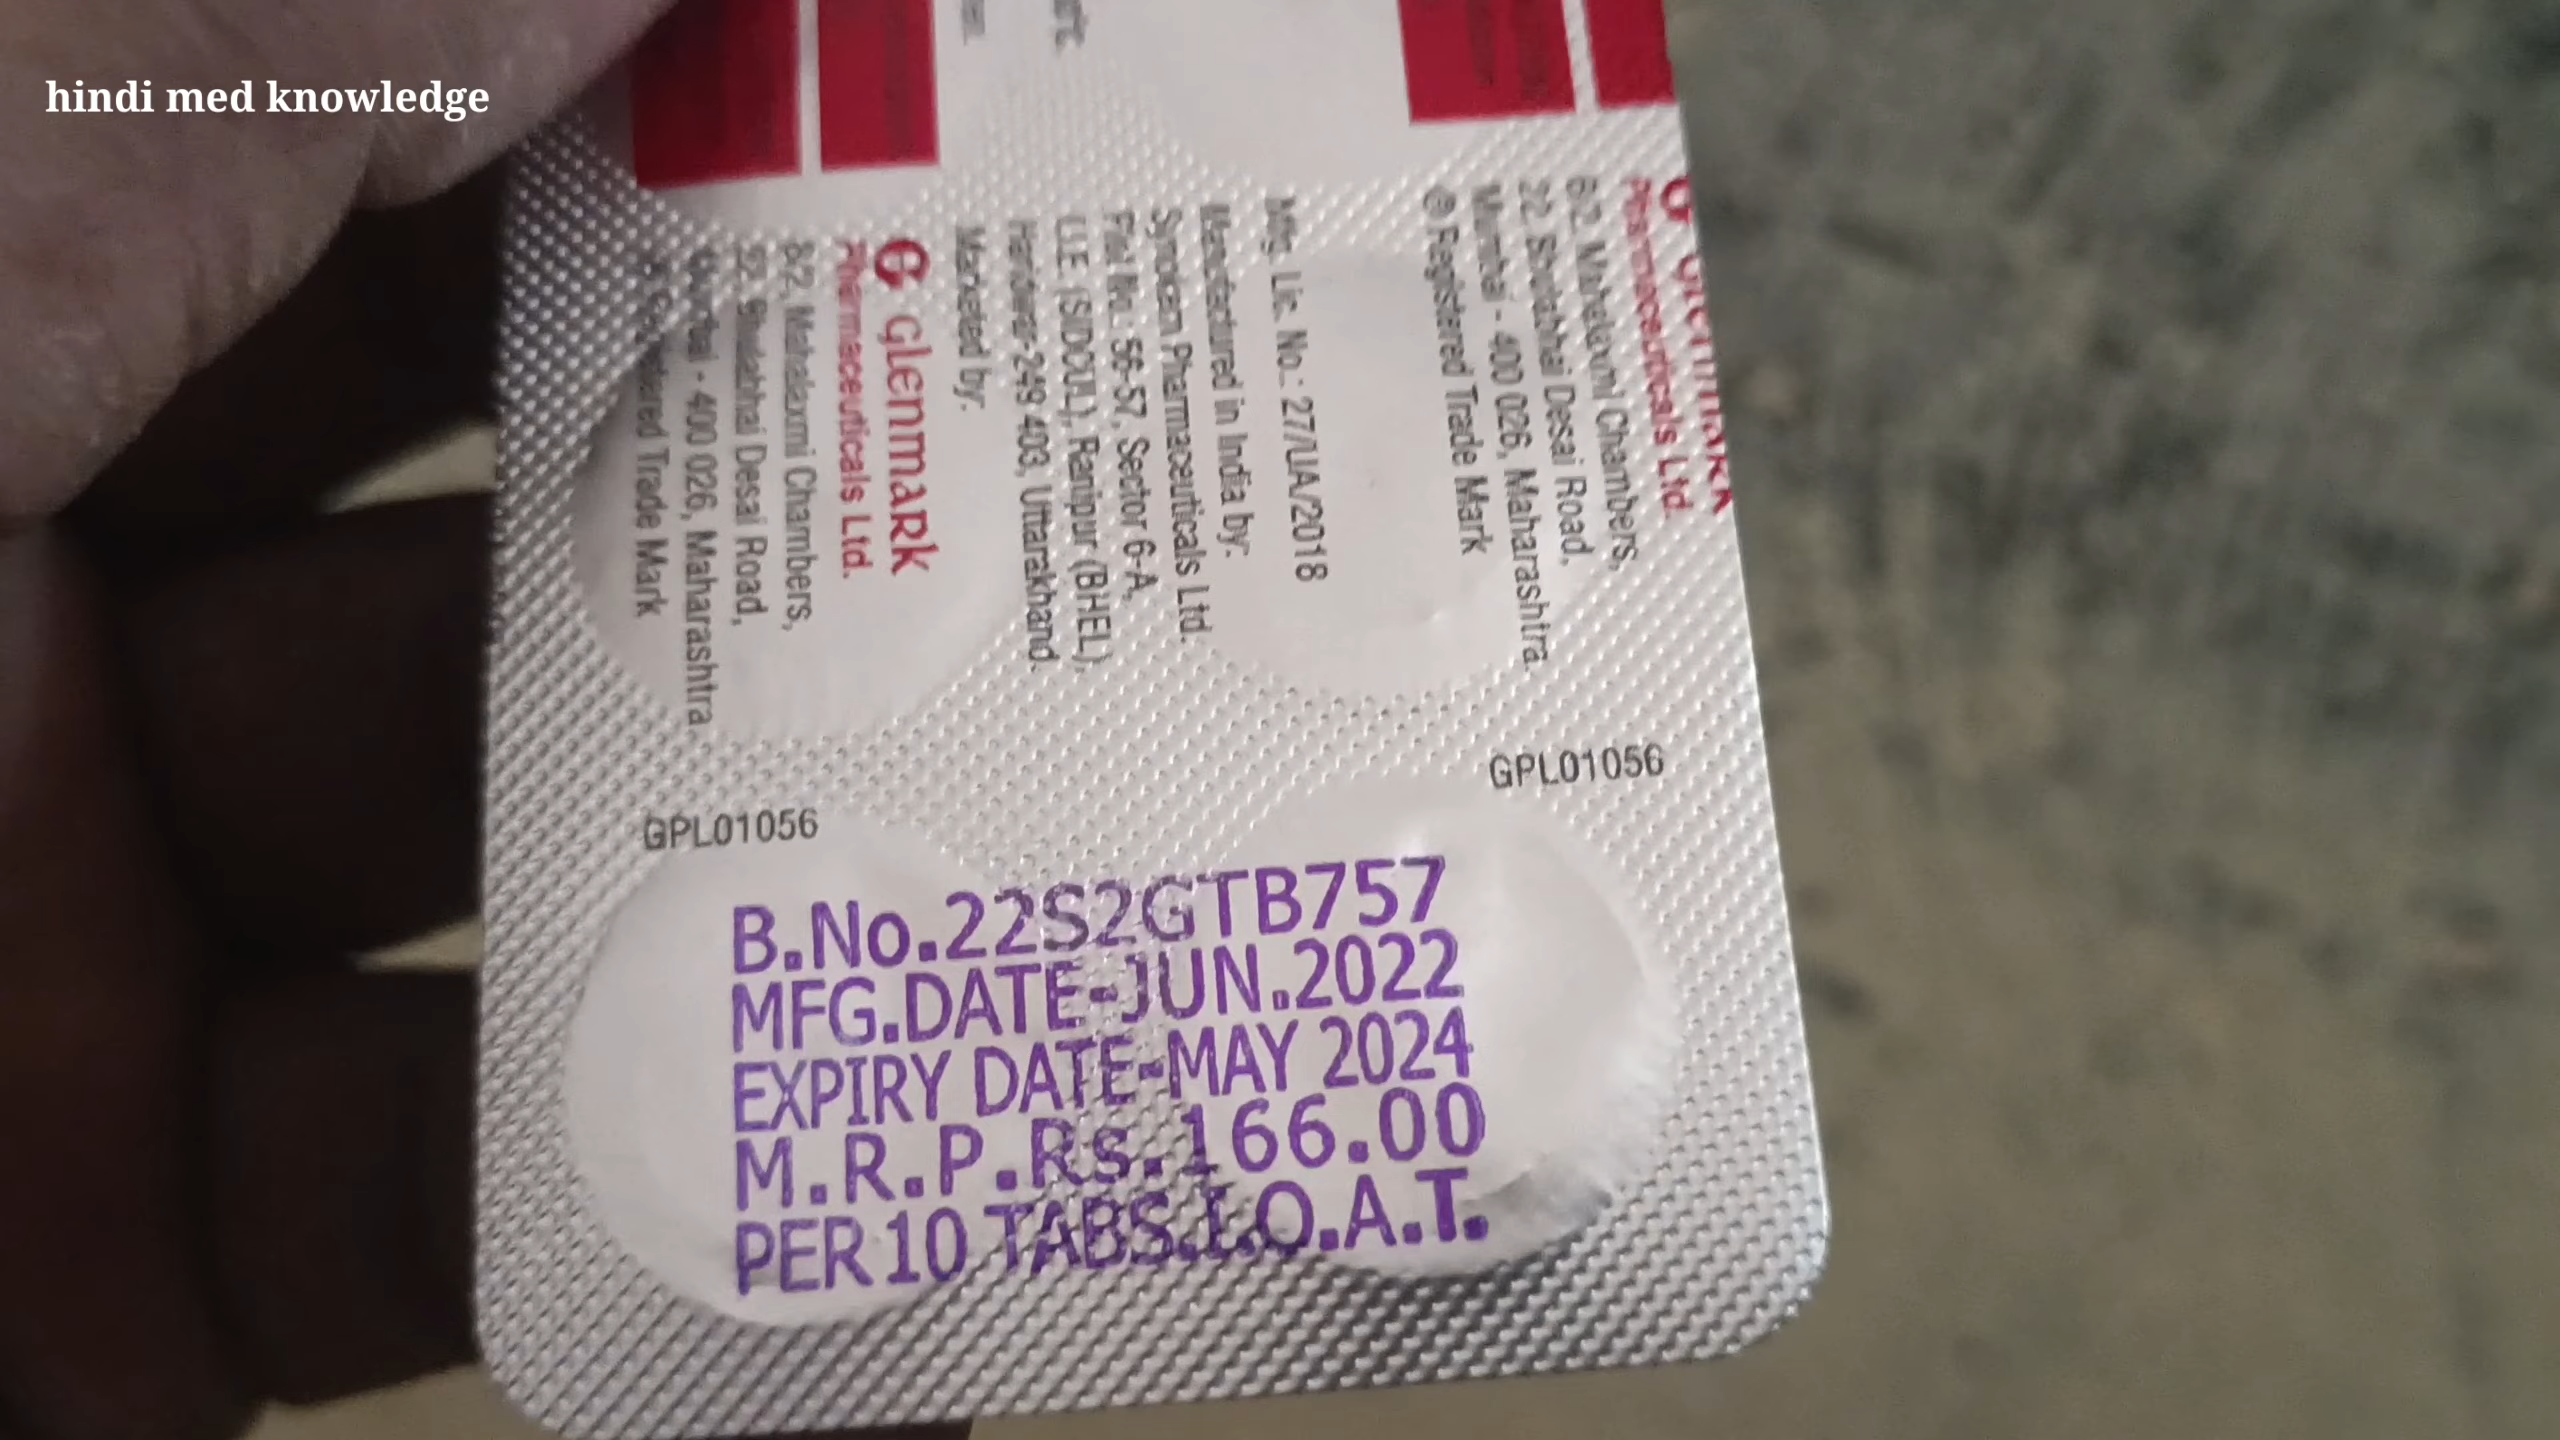 hindi med knowledge
Mfg. Lic. No.: 27/UA/2018
Manufactured in India by:
Synokem Pharmaceuticals Ltd.
Plot No.: 56-57, Sector 6-A,
I.I.E. (SIDCUL), Ranipur (BHEL),
Haridwar-249 403, Uttarakhand.
Marketed by:
G glenmark
Pharmaceuticals Ltd.
B/2, Mahalaxmi Chambers,
22, Bhulabhai Desai Road,
Mumbai - 400 026, Maharashtra.
Trade Mark
G glenmark
Pharmaceuticals Ltd.
B/2, Mahalaxmi Chambers,
22, Bhulabhai Desai Road,
Mumbai - 400 026, Maharashtra.
® Registered Trade Mark
GPL01056
GPL01056
B.No.22S2GTB757
MFG.DATE-JUN.2022
EXPIRY DATE-MAY 2024
M.R.P.Rs.166.00
PER 10 TABS.I.O.A.T.